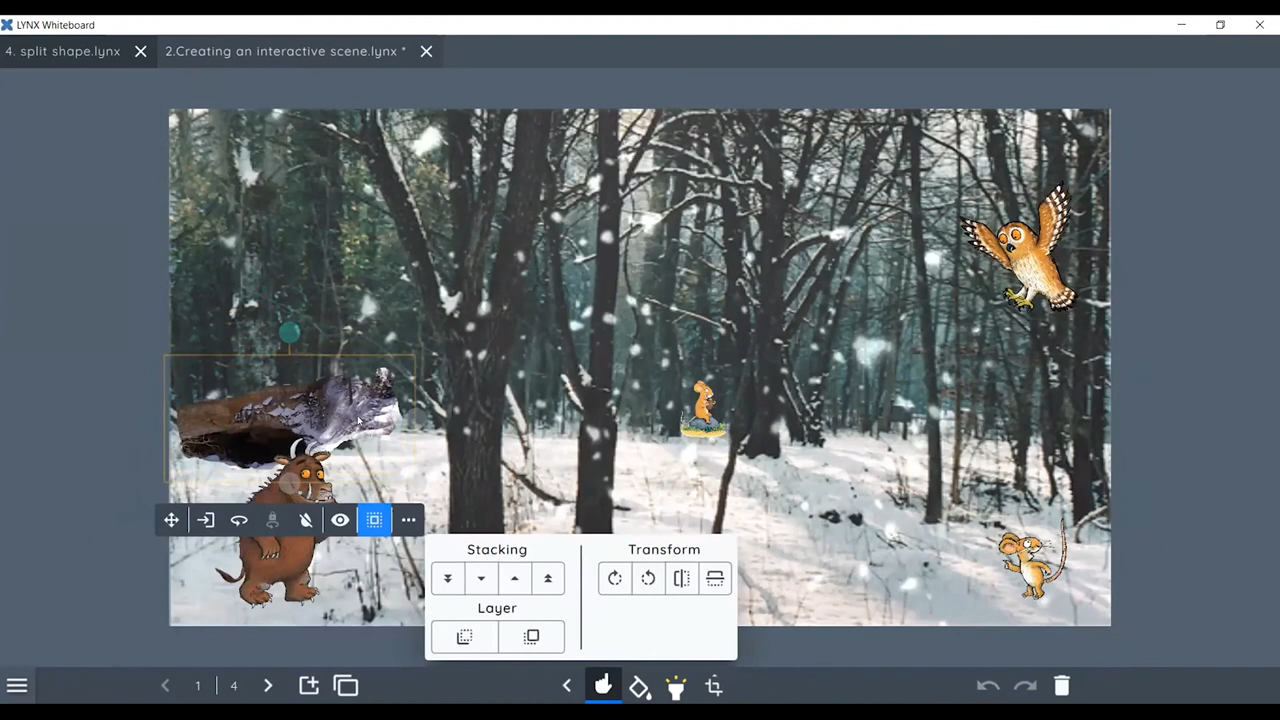 LYNX Whiteboard
4. split shape.lynx
2.Creating an interactive scene.lynx *
Stacking
Transform
Layer
1 | 4